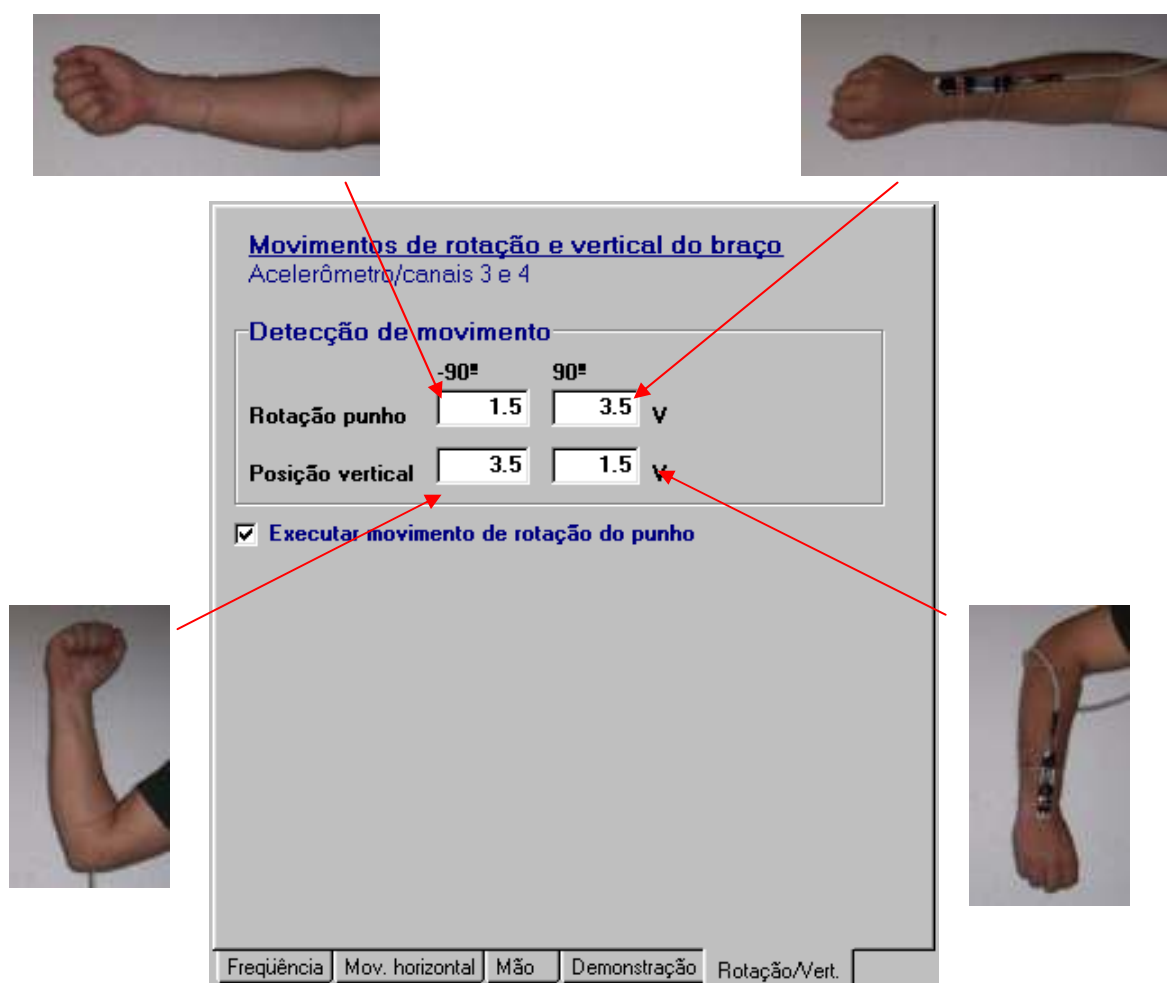 Movimentos de rotação e vertical do braço
Acelerômetro/canais 3 e 4
Detecção de movimento
-90º 90º
Rotação punho 1.5 3.5 V
Posição vertical 3.5 1.5 V
Executar movimento de rotação do punho
Freqüência Mov. horizontal Mão Demonstração Rotação/Vert.